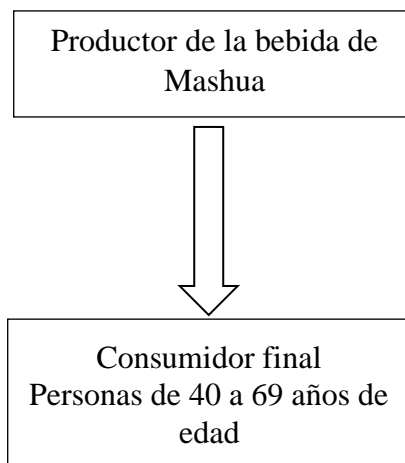 Productor de la bebida de
Mashua
Consumidor final
Personas de 40 a 69 años de
edad